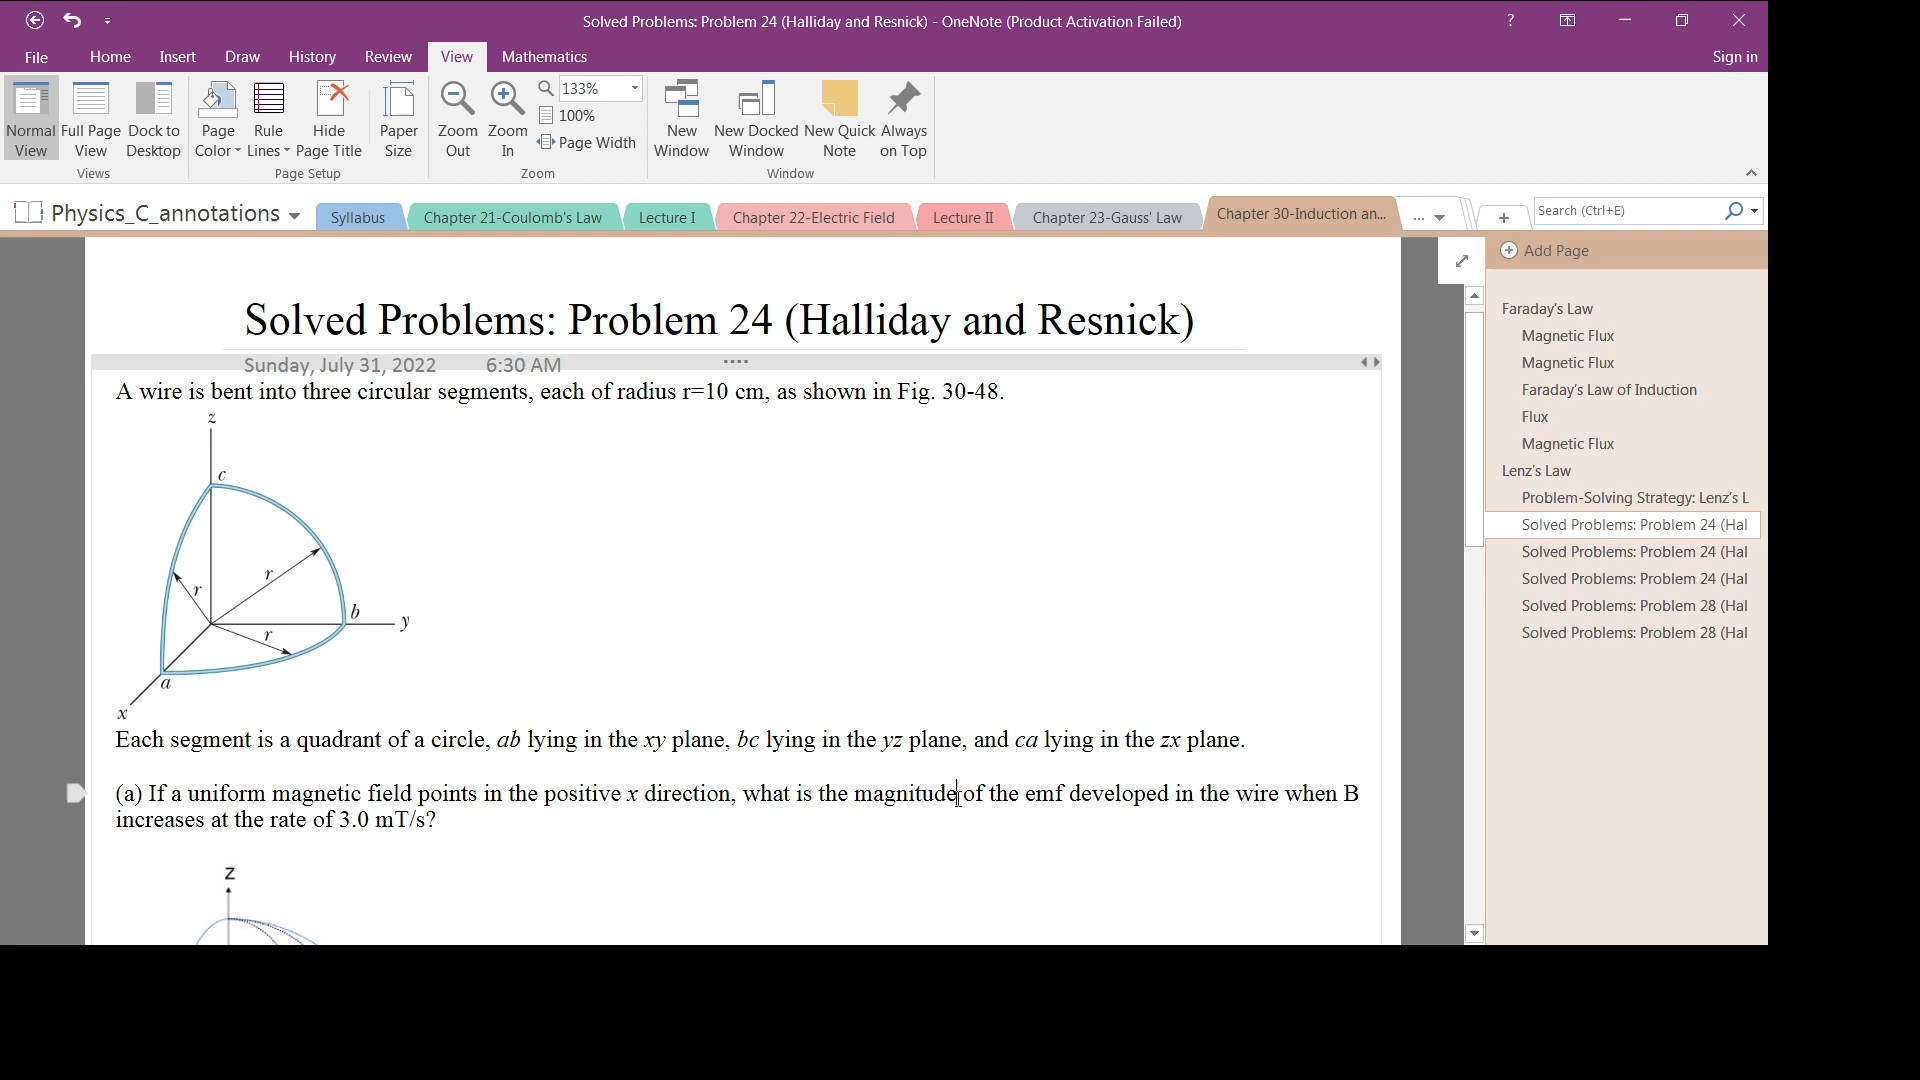 Solved Problems: Problem 24 (Halliday and Resnick) - OneNote (Product Activation Failed)
?
File Home Insert Draw History Review View Mathematics
Sign in
Normal View
Full Page View
Dock to Desktop
Views
Page Color
Rule Lines
Hide Page Title
Paper Size
Page Setup
Zoom Out
Zoom In
133%
100%
Page Width
Zoom
New Window
New Docked Window
New Quick Note
Always on Top
Window
Physics_C_annotations
Syllabus
Chapter 21-Coulomb's Law
Lecture I
Chapter 22-Electric Field
Lecture II
Chapter 23-Gauss' Law
Chapter 30-Induction an...
...
+
Search (Ctrl+E)
Solved Problems: Problem 24 (Halliday and Resnick)
Sunday, July 31, 2022 6:30 AM
A wire is bent into three circular segments, each of radius r=10 cm, as shown in Fig. 30-48.
z
c
r
r
b
y
r
a
x
Each segment is a quadrant of a circle, ab lying in the xy plane, bc lying in the yz plane, and ca lying in the zx plane.
(a) If a uniform magnetic field points in the positive x direction, what is the magnitude of the emf developed in the wire when B
increases at the rate of 3.0 mT/s?
z
Add Page
Faraday's Law
Magnetic Flux
Magnetic Flux
Faraday's Law of Induction
Flux
Magnetic Flux
Lenz's Law
Problem-Solving Strategy: Lenz's L
Solved Problems: Problem 24 (Hal
Solved Problems: Problem 24 (Hal
Solved Problems: Problem 24 (Hal
Solved Problems: Problem 28 (Hal
Solved Problems: Problem 28 (Hal